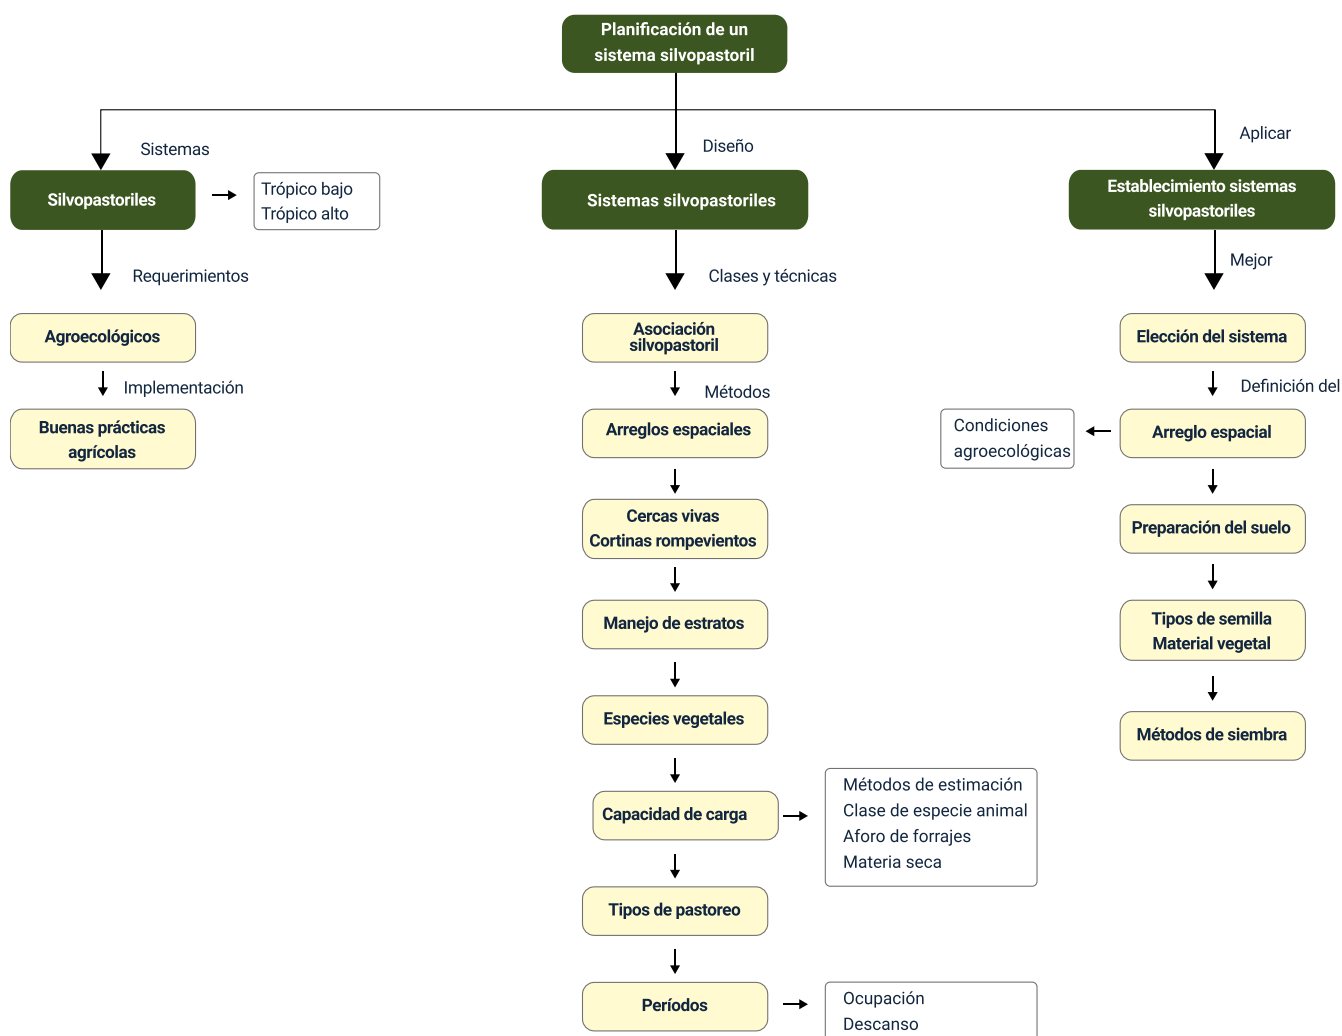 Planificación de un
sistema silvopastoril
Sistemas
Silvopastoriles
Trópico bajo
Trópico alto
Requerimientos
Agroecológicos
Implementación
Buenas prácticas
agrícolas
Diseño
Sistemas silvopastoriles
Clases y técnicas
Asociación
silvopastoril
Métodos
Arreglos espaciales
Cercas vivas
Cortinas rompevientos
Manejo de estratos
Especies vegetales
Capacidad de carga
Métodos de estimación
Clase de especie animal
Aforo de forrajes
Materia seca
Tipos de pastoreo
Períodos
Ocupación
Descanso
Aplicar
Establecimiento sistemas
silvopastoriles
Mejor
Elección del sistema
Definición del
Arreglo espacial
Condiciones
agroecológicas
Preparación del suelo
Tipos de semilla
Material vegetal
Métodos de siembra